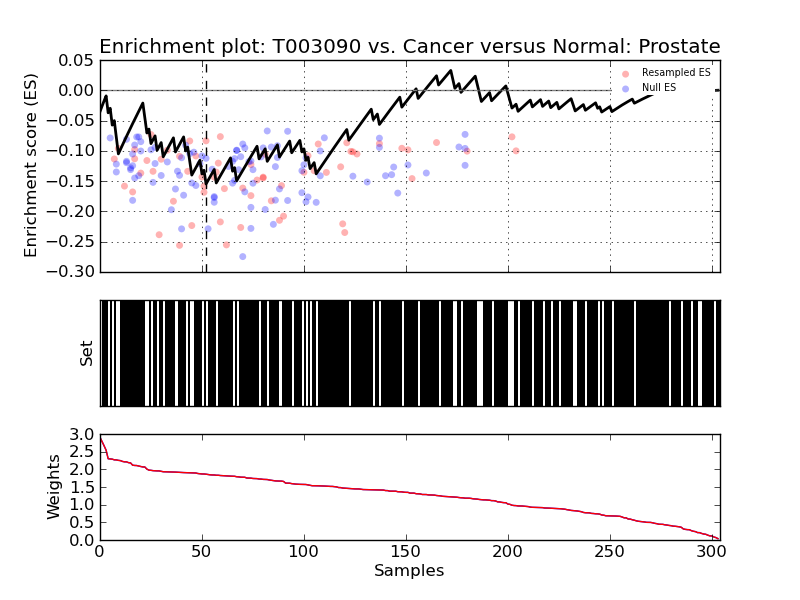 Enrichment plot: T003090 vs. Cancer versus Normal: Prostate
Enrichment score (ES)
0.05
0.00
−0.05
−0.10
−0.15
−0.20
−0.25
−0.30
Resampled ES
Null ES
Set
Weights
3.0
2.5
2.0
1.5
1.0
0.5
0.0
0 50 100 150 200 250 300
Samples